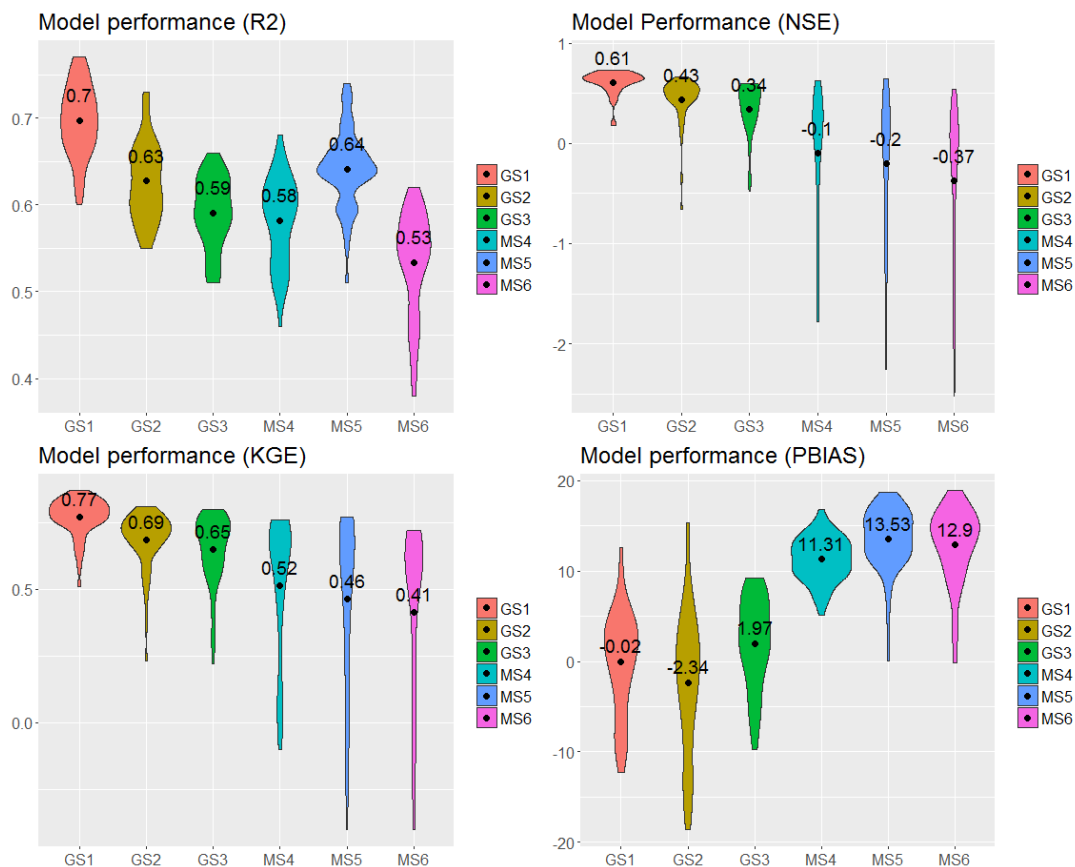 Model performance (R2)
0.7
0.6
0.5
0.4
0.7
0.63
0.59
0.58
0.64
0.53
GS1 GS2 GS3 MS4 MS5 MS6
GS1
GS2
GS3
MS4
MS5
MS6
Model Performance (NSE)
1
0
-1
-2
0.61
0.43
0.34
-0.1
-0.2
-0.37
GS1 GS2 GS3 MS4 MS5 MS6
GS1
GS2
GS3
MS4
MS5
MS6
Model performance (KGE)
0.5
0.0
0.77
0.69
0.65
0.52
0.46
0.41
GS1 GS2 GS3 MS4 MS5 MS6
GS1
GS2
GS3
MS4
MS5
MS6
Model performance (PBIAS)
20
10
0
-10
-20
-0.02
-2.34
1.97
11.31
13.53
12.9
GS1 GS2 GS3 MS4 MS5 MS6
GS1
GS2
GS3
MS4
MS5
MS6